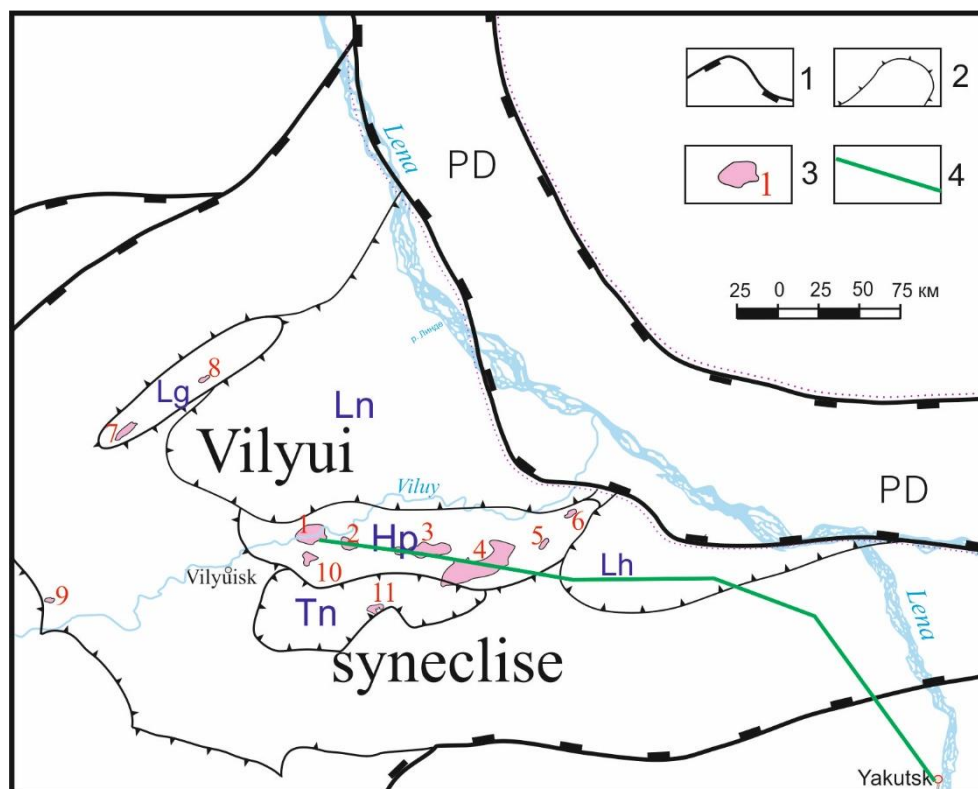 1
2
3
1
4
25 0 25 50 75 км
Lena
PD
р. Линде
8
Lg
7
Ln
Vilyui
Viluy
PD
1
2
Hp
3
4
5
6
10
Vilyuisk
Lh
9
Tn
11
syneclise
Lena
Yakutsk